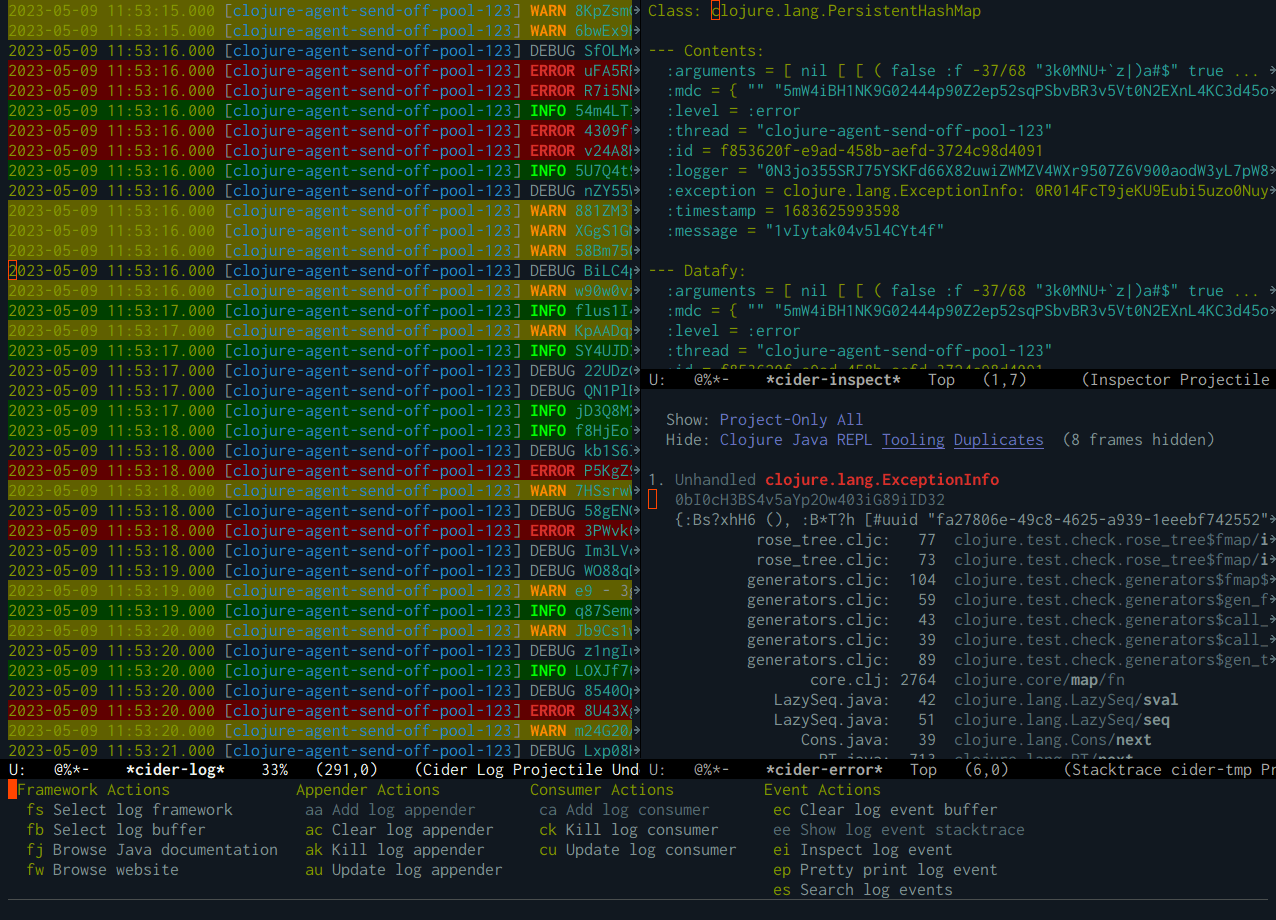 2023-05-09 11:53:15.000 [clojure-agent-send-off-pool-123] WARN 8KpZsm
2023-05-09 11:53:15.000 [clojure-agent-send-off-pool-123] WARN 6bwEx9
2023-05-09 11:53:16.000 [clojure-agent-send-off-pool-123] DEBUG SfOLM
2023-05-09 11:53:16.000 [clojure-agent-send-off-pool-123] ERROR uFA5R
2023-05-09 11:53:16.000 [clojure-agent-send-off-pool-123] ERROR R7i5N
2023-05-09 11:53:16.000 [clojure-agent-send-off-pool-123] INFO 54m4LT
2023-05-09 11:53:16.000 [clojure-agent-send-off-pool-123] ERROR 4309f
2023-05-09 11:53:16.000 [clojure-agent-send-off-pool-123] ERROR v24A8
2023-05-09 11:53:16.000 [clojure-agent-send-off-pool-123] INFO 5U7Q4t
2023-05-09 11:53:16.000 [clojure-agent-send-off-pool-123] DEBUG nZY55
2023-05-09 11:53:16.000 [clojure-agent-send-off-pool-123] WARN 881ZM3
2023-05-09 11:53:16.000 [clojure-agent-send-off-pool-123] WARN XGgS1G
2023-05-09 11:53:16.000 [clojure-agent-send-off-pool-123] WARN 58Bm75
2023-05-09 11:53:16.000 [clojure-agent-send-off-pool-123] DEBUG BiLC4
2023-05-09 11:53:16.000 [clojure-agent-send-off-pool-123] WARN w90w0v
2023-05-09 11:53:17.000 [clojure-agent-send-off-pool-123] INFO flus1I
2023-05-09 11:53:17.000 [clojure-agent-send-off-pool-123] WARN KpAADq
2023-05-09 11:53:17.000 [clojure-agent-send-off-pool-123] INFO SY4UJD
2023-05-09 11:53:17.000 [clojure-agent-send-off-pool-123] DEBUG 22UDz
2023-05-09 11:53:17.000 [clojure-agent-send-off-pool-123] DEBUG QN1Pl
2023-05-09 11:53:17.000 [clojure-agent-send-off-pool-123] INFO jD3Q8M
2023-05-09 11:53:18.000 [clojure-agent-send-off-pool-123] INFO f8HjEo
2023-05-09 11:53:18.000 [clojure-agent-send-off-pool-123] DEBUG kb1S6
2023-05-09 11:53:18.000 [clojure-agent-send-off-pool-123] ERROR P5KgZ
2023-05-09 11:53:18.000 [clojure-agent-send-off-pool-123] WARN 7HSsrw
2023-05-09 11:53:18.000 [clojure-agent-send-off-pool-123] DEBUG 58gEN
2023-05-09 11:53:18.000 [clojure-agent-send-off-pool-123] ERROR 3PWvk
2023-05-09 11:53:18.000 [clojure-agent-send-off-pool-123] DEBUG Im3LV
2023-05-09 11:53:19.000 [clojure-agent-send-off-pool-123] DEBUG WO88q
2023-05-09 11:53:19.000 [clojure-agent-send-off-pool-123] WARN e9 - 3
2023-05-09 11:53:19.000 [clojure-agent-send-off-pool-123] INFO q87Sem
2023-05-09 11:53:20.000 [clojure-agent-send-off-pool-123] WARN Jb9Cs1
2023-05-09 11:53:20.000 [clojure-agent-send-off-pool-123] DEBUG z1ngI
2023-05-09 11:53:20.000 [clojure-agent-send-off-pool-123] INFO LOXJf7
2023-05-09 11:53:20.000 [clojure-agent-send-off-pool-123] DEBUG 8540O
2023-05-09 11:53:20.000 [clojure-agent-send-off-pool-123] ERROR 8U43X
2023-05-09 11:53:20.000 [clojure-agent-send-off-pool-123] WARN m24G20
2023-05-09 11:53:21.000 [clojure-agent-send-off-pool-123] DEBUG Lxp08
U: @%*- *cider-log* 33% (291,0) (Cider Log Projectile Und
Class: clojure.lang.PersistentHashMap
--- Contents:
:arguments = [ nil [ [ ( false :f -37/68 "3k0MNU+`z|)a#$" true ...
:mdc = { "" "5mW4iBH1NK9G02444p90Z2ep52sqPSbvBR3v5Vt0N2EXnL4KC3d45o
:level = :error
:thread = "clojure-agent-send-off-pool-123"
:id = f853620f-e9ad-458b-aefd-3724c98d4091
:logger = "0N3jo355SRJ75YSKFd66X82uwiZWMZV4WXr9507Z6V900aodW3yL7pW8
:exception = clojure.lang.ExceptionInfo: 0R014FcT9jeKU9Eubi5uzo0Nuy
:timestamp = 1683625993598
:message = "1vIytak04v5l4CYt4f"
--- Datafy:
:arguments = [ nil [ [ ( false :f -37/68 "3k0MNU+`z|)a#$" true ...
:mdc = { "" "5mW4iBH1NK9G02444p90Z2ep52sqPSbvBR3v5Vt0N2EXnL4KC3d45o
:level = :error
:thread = "clojure-agent-send-off-pool-123"
:id = f853620f-e9ad-458b-aefd-3724c98d4091
U: @%*- *cider-inspect* Top (1,7) (Inspector Projectile
Show: Project-Only All
Hide: Clojure Java REPL Tooling Duplicates (8 frames hidden)
1. Unhandled clojure.lang.ExceptionInfo
0bI0cH3BS4v5aYp2Ow403iG89iID32
{:Bs?xhH6 (), :B*T?h [#uuid "fa27806e-49c8-4625-a939-1eeebf742552"
rose_tree.cljc: 77 clojure.test.check.rose_tree$fmap/i
rose_tree.cljc: 73 clojure.test.check.rose_tree$fmap/i
generators.cljc: 104 clojure.test.check.generators$fmap$
generators.cljc: 59 clojure.test.check.generators$gen_f
generators.cljc: 43 clojure.test.check.generators$call_
generators.cljc: 39 clojure.test.check.generators$call_
generators.cljc: 89 clojure.test.check.generators$gen_t
core.clj: 2764 clojure.core/map/fn
LazySeq.java: 42 clojure.lang.LazySeq/sval
LazySeq.java: 51 clojure.lang.LazySeq/seq
Cons.java: 39 clojure.lang.Cons/next
RT.java: 713 clojure.lang.RT/next
U: @%*- *cider-error* Top (6,0) (Stacktrace cider-tmp Pr
Framework Actions Appender Actions Consumer Actions Event Actions
fs Select log framework aa Add log appender ca Add log consumer ec Clear log event buffer
fb Select log buffer ac Clear log appender ck Kill log consumer ee Show log event stacktrace
fj Browse Java documentation ak Kill log appender cu Update log consumer ei Inspect log event
fw Browse website au Update log appender ep Pretty print log event
es Search log events